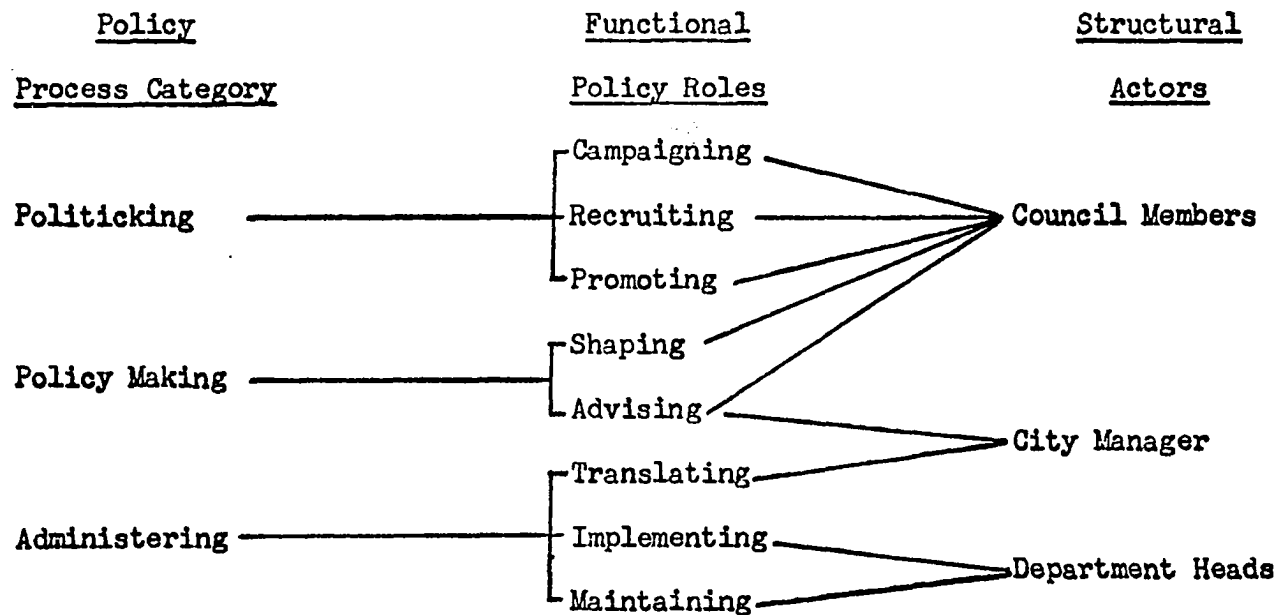 Policy Functional Structural
Process Category Policy Roles Actors
Campaigning
Politicking Recruiting Council Members
Promoting
Shaping
Policy Making
Advising
City Manager
Translating
Administering Implementing
Department Heads
Maintaining